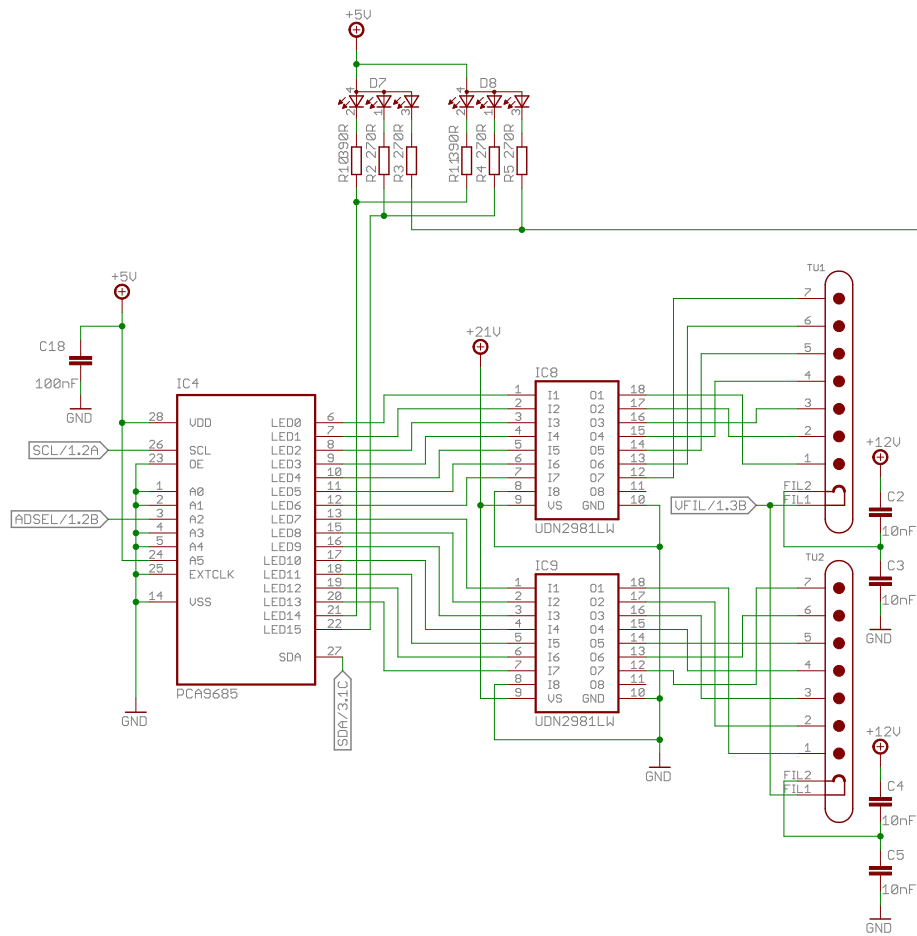 +5V
D7
D8
4
2
1
3
4
2
1
3
R10
390R
R2 270R
R3 270R
R11
390R
R4 270R
R5 270R
+5V
C18
100nF
GND
IC4
28 VDD
26 SCL
23 OE
1 A0
2 A1
3 A2
4 A3
5 A4
24 A5
25 EXTCLK
14 VSS
LED0 6
LED1 7
LED2 8
LED3 9
LED4 10
LED5 11
LED6 12
LED7 13
LED8 15
LED9 16
LED10 17
LED11 18
LED12 19
LED13 20
LED14 21
LED15 22
SDA 27
PCA9685
SCL/1.2A
ADSEL/1.2B
SDA/3.1C
GND
+21V
IC8
1 I1 O1 18
2 I2 O2 17
3 I3 O3 16
4 I4 O4 15
5 I5 O5 14
6 I6 O6 13
7 I7 O7 12
8 I8 O8 11
9 VS GND 10
UDN2981LW
IC9
1 I1 O1 18
2 I2 O2 17
3 I3 O3 16
4 I4 O4 15
5 I5 O5 14
6 I6 O6 13
7 I7 O7 12
8 I8 O8 11
9 VS GND 10
UDN2981LW
GND
TU1
7
6
5
4
3
2
1
FIL2
FIL1
VFIL/1.3B
+12V
C2
10nF
C3
10nF
GND
TU2
7
6
5
4
3
2
1
FIL2
FIL1
+12V
C4
10nF
C5
10nF
GND